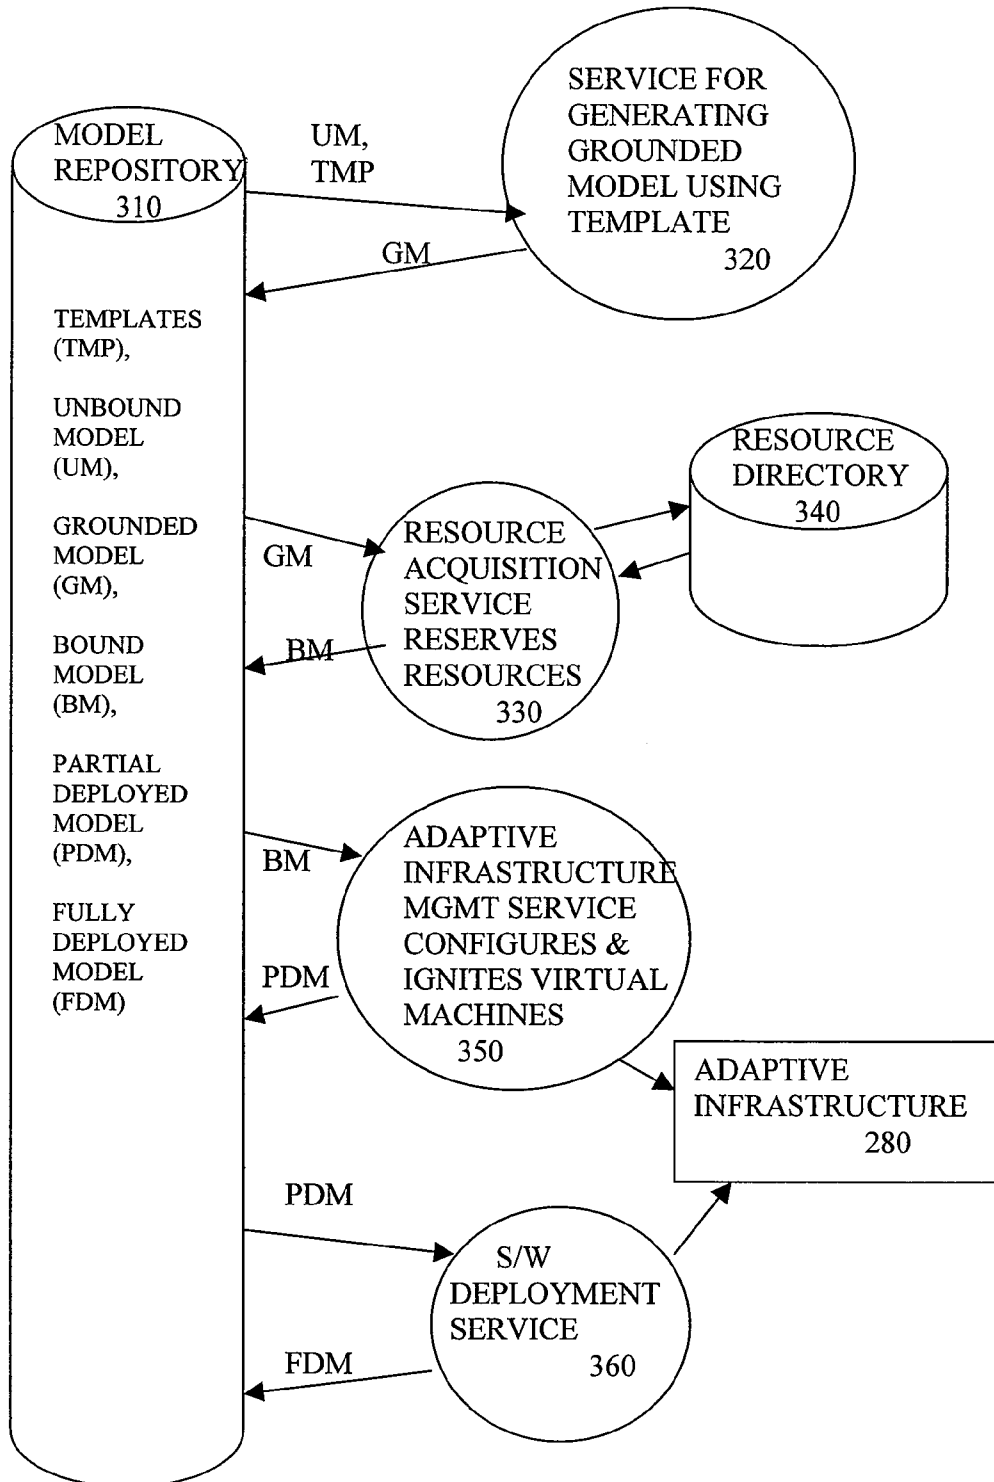 MODEL
REPOSITORY
310
UM,
TMP
SERVICE FOR
GENERATING
GROUNDED
MODEL USING
TEMPLATE
320
GM
TEMPLATES
(TMP),
UNBOUND
MODEL
(UM),
GROUNDED
MODEL
(GM),
BOUND
MODEL
(BM),
PARTIAL
DEPLOYED
MODEL
(PDM),
FULLY
DEPLOYED
MODEL
(FDM)
RESOURCE
DIRECTORY
340
GM
RESOURCE
ACQUISITION
SERVICE
RESERVES
RESOURCES
330
BM
BM
ADAPTIVE
INFRASTRUCTURE
MGMT SERVICE
CONFIGURES &
IGNITES VIRTUAL
MACHINES
350
PDM
ADAPTIVE
INFRASTRUCTURE
280
PDM
S/W
DEPLOYMENT
SERVICE
360
FDM